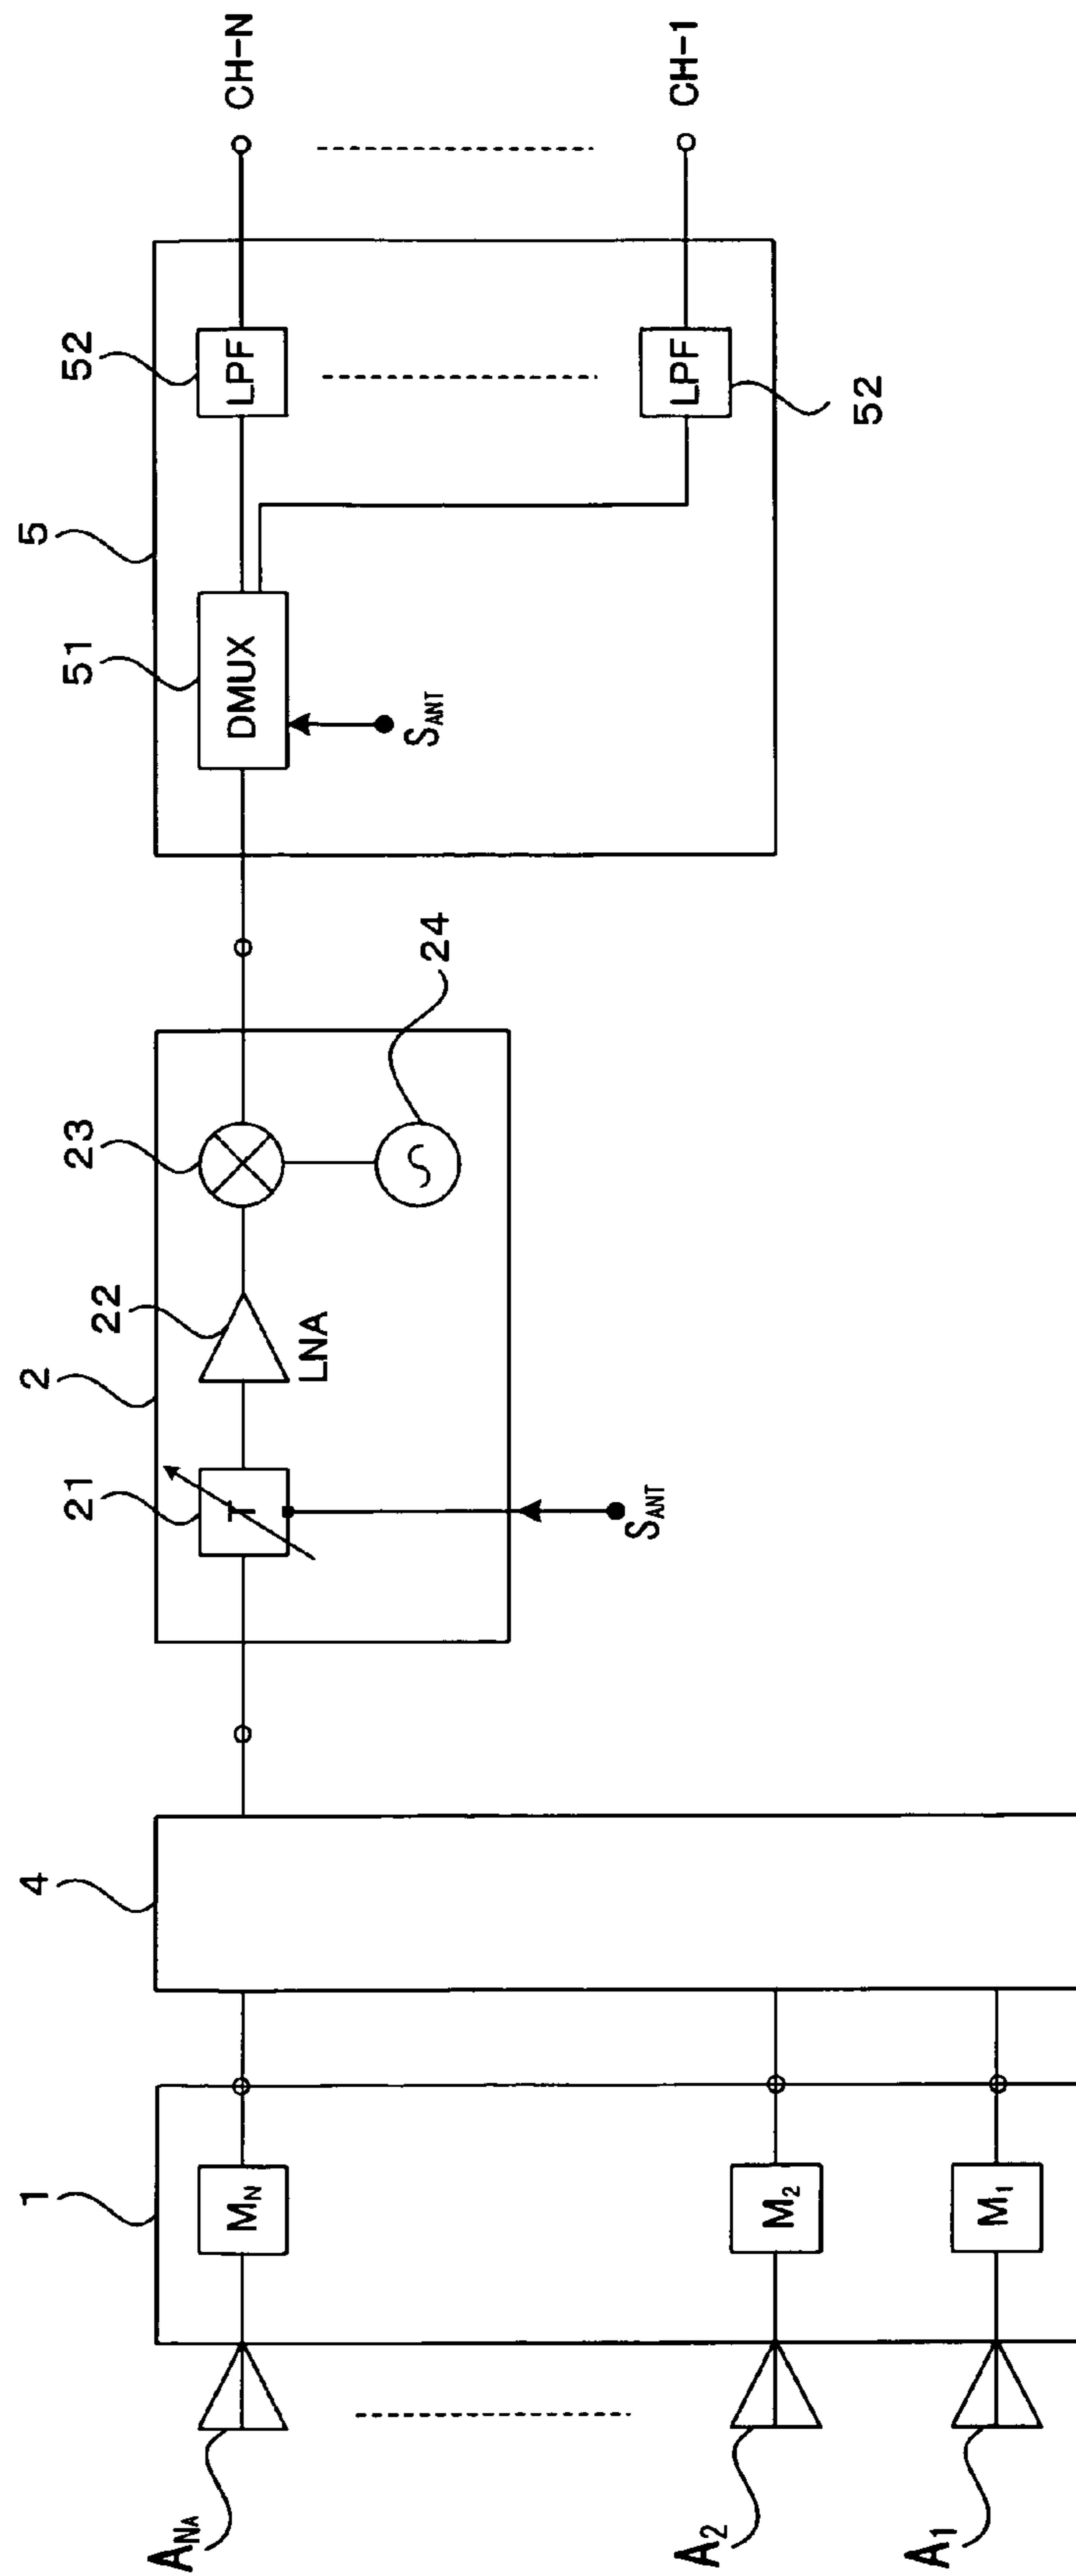 1
4
2
5
21
22
23
24
51
52
52
A_NA
A_2
A_1
M_N
M_2
M_1
T
LNA
DMUX
LPF
LPF
S_ANT
S_ANT
CH-N
CH-1